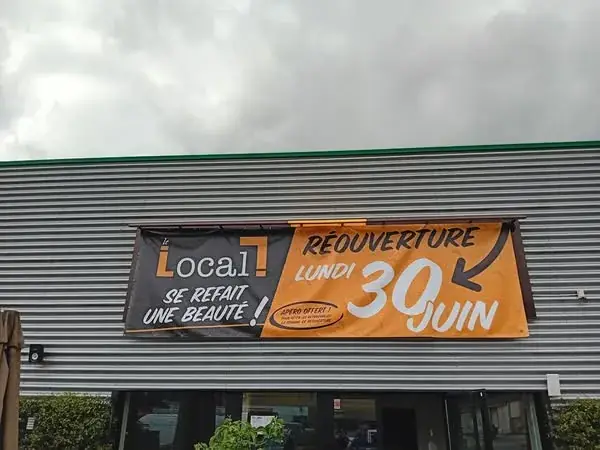 le
Local
SE REFAIT
UNE BEAUTÉ !
RÉOUVERTURE
LUNDI
30
JUIN
APÉRO OFFERT !